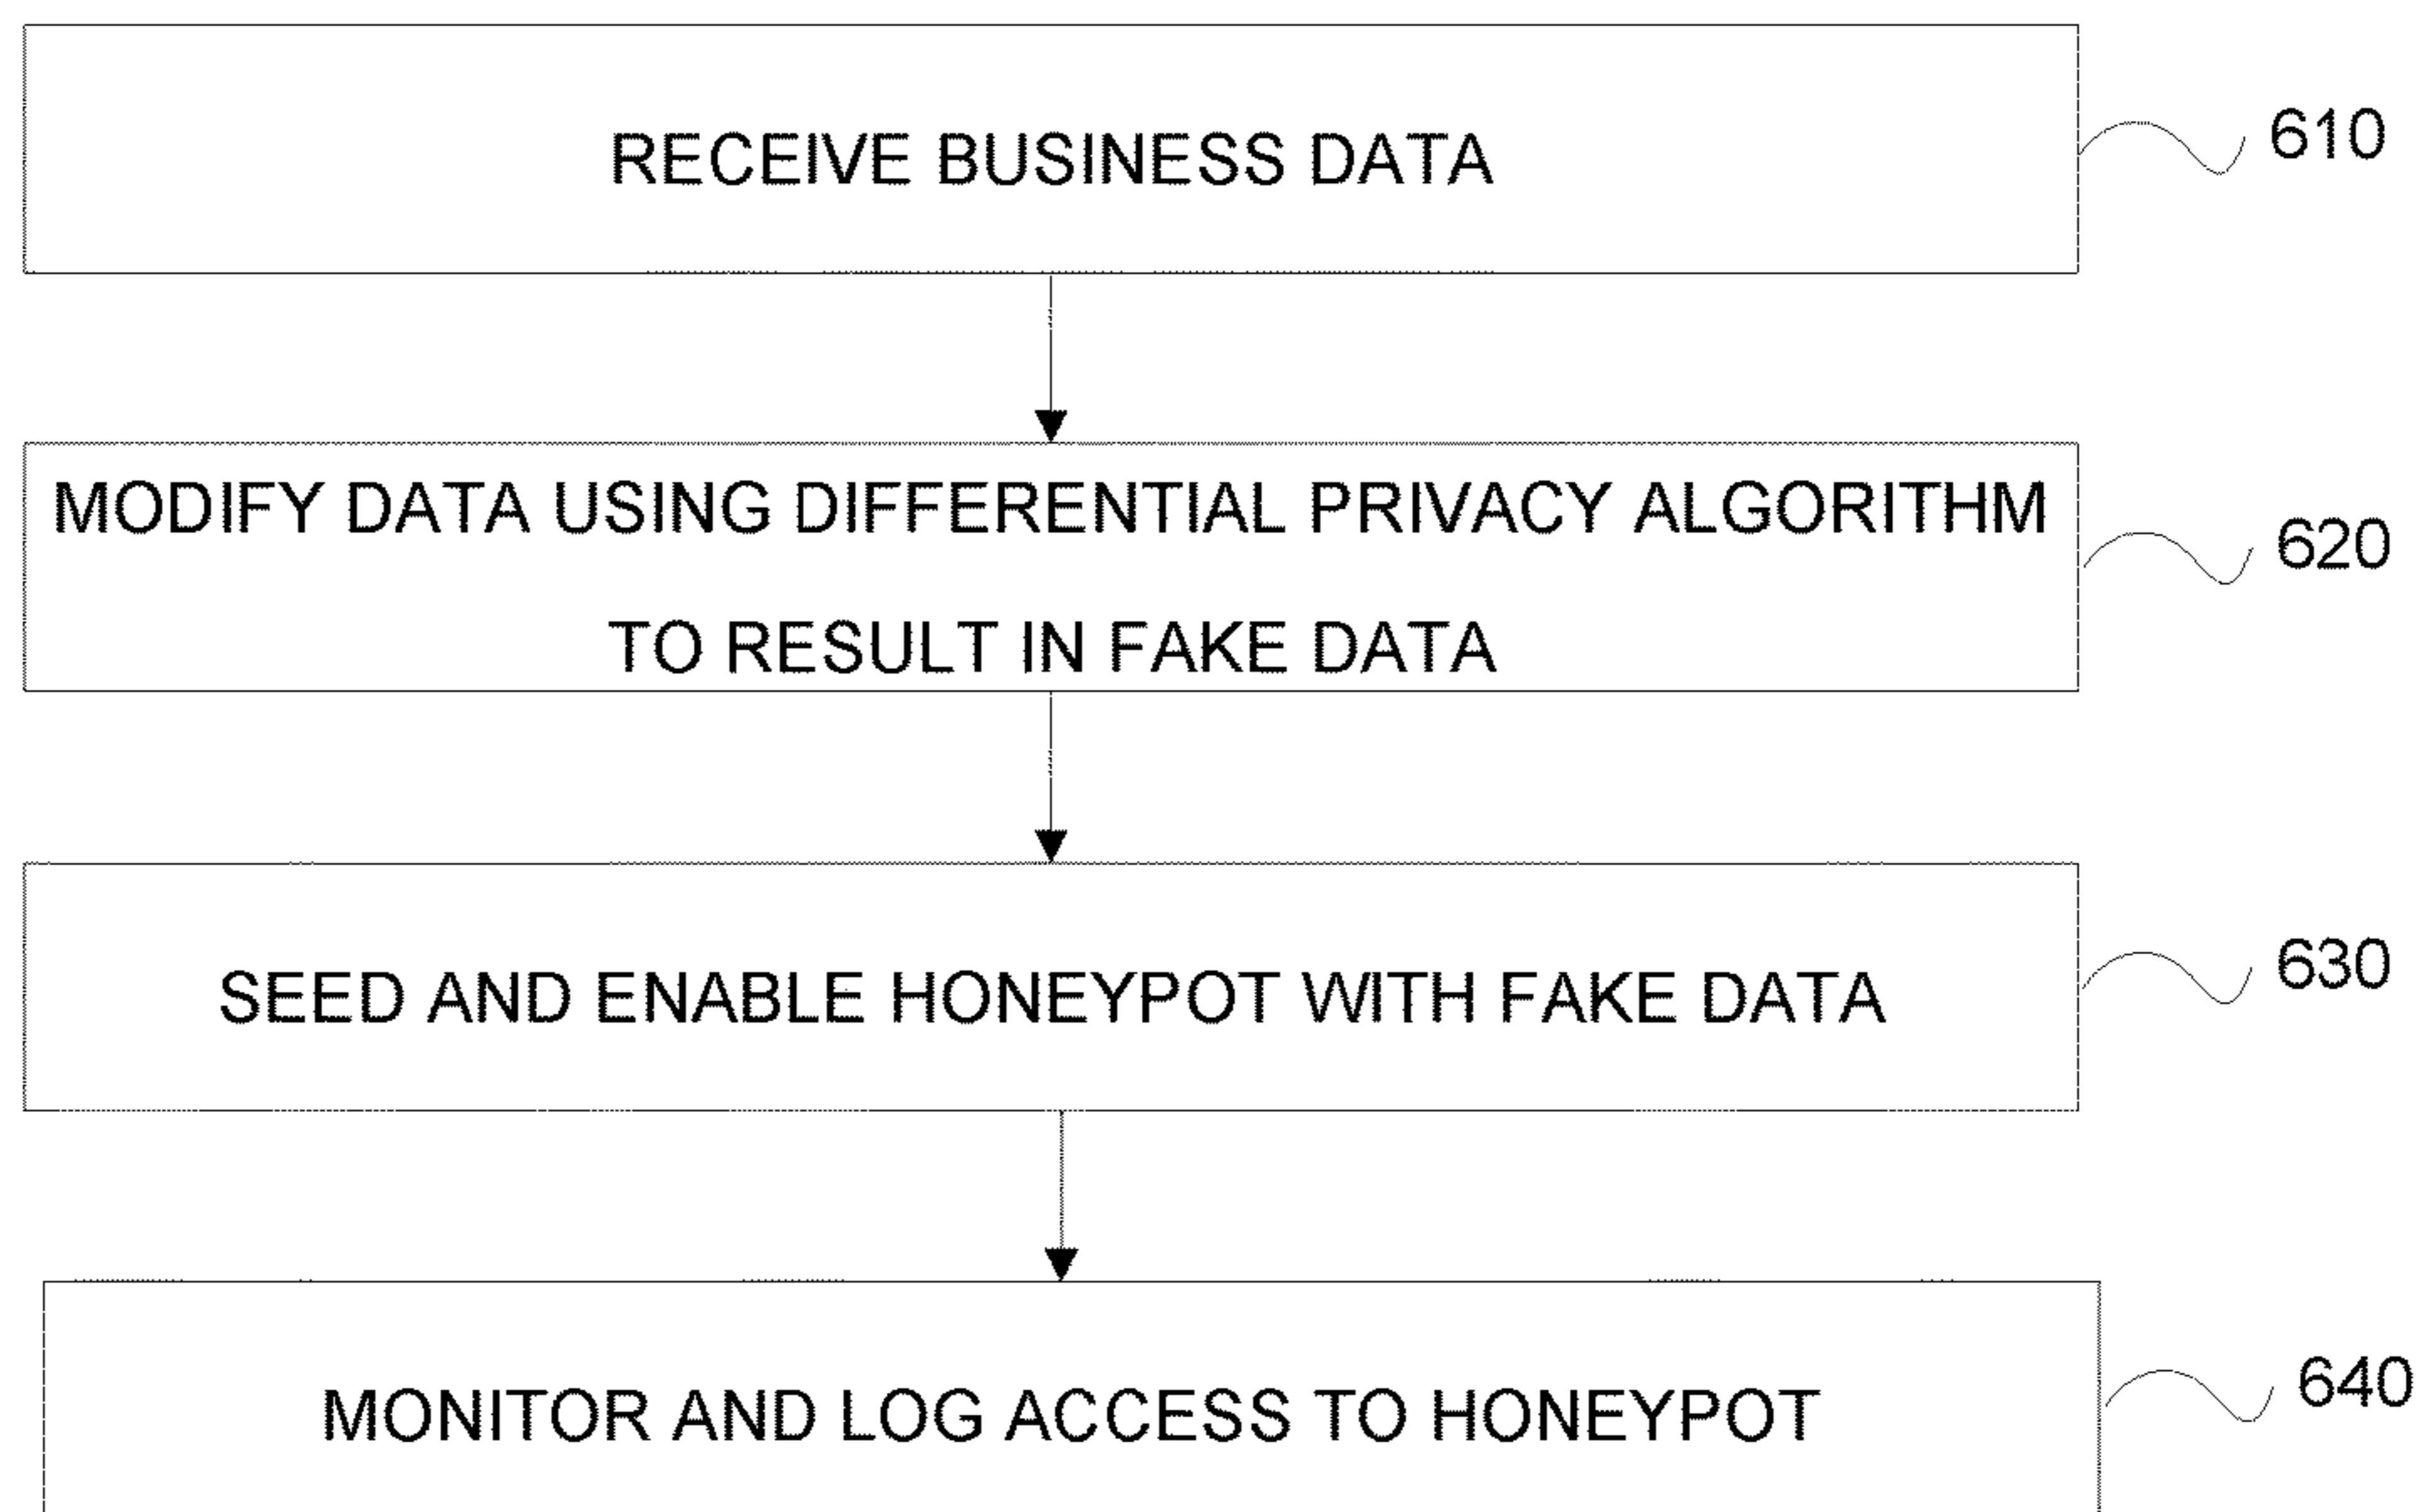 RECEIVE BUSINESS DATA
610
MODIFY DATA USING DIFFERENTIAL PRIVACY ALGORITHM
TO RESULT IN FAKE DATA
620
SEED AND ENABLE HONEYPOT WITH FAKE DATA
630
MONITOR AND LOG ACCESS TO HONEYPOT
640